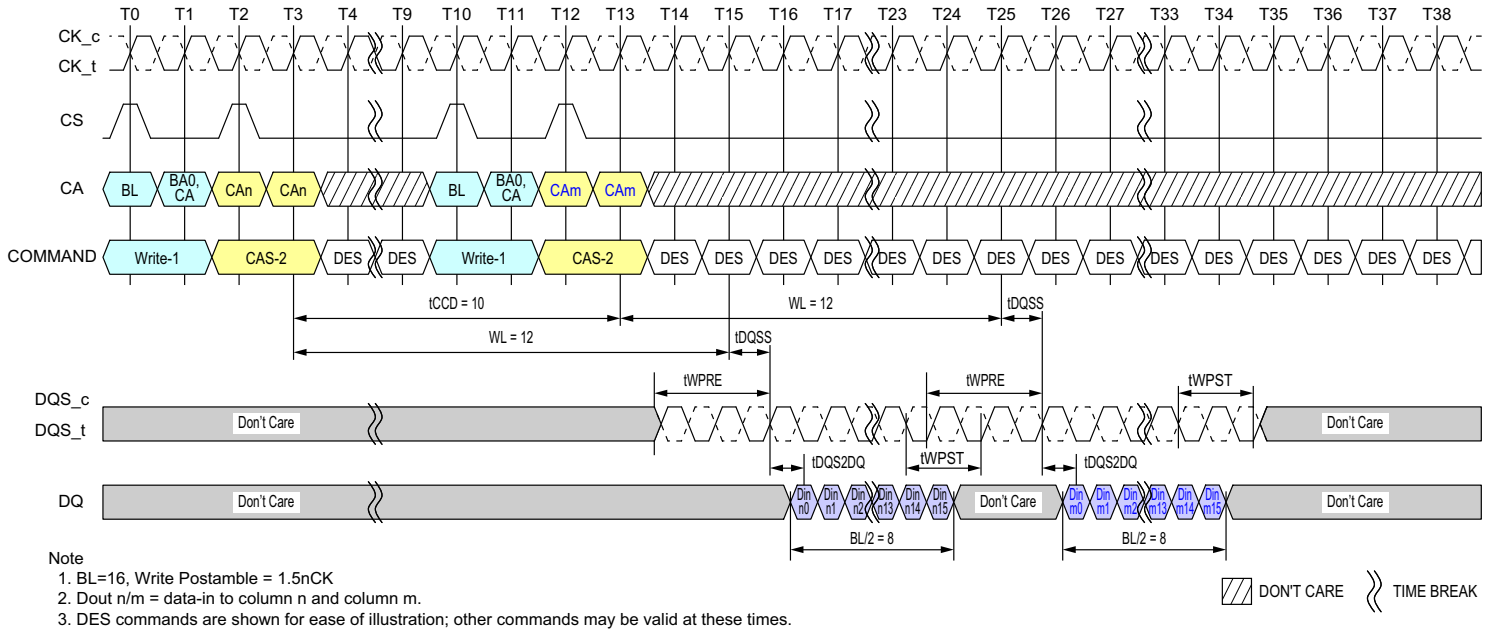 T0 T1 T2 T3 T4 T9 T10 T11 T12 T13 T14 T15 T16 T17 T23 T24 T25 T26 T27 T33 T34 T35 T36 T37 T38
CK_c
CK_t
CS
CA BL BA0, CA CAn CAn BL BA0, CA CAm CAm
COMMAND Write-1 CAS-2 DES DES Write-1 CAS-2 DES DES DES DES DES DES DES DES DES DES DES DES DES DES DES
tCCD = 10 WL = 12 tDQSS
WL = 12 tDQSS
tWPRE tWPRE tWPST
DQS_c
DQS_t
Don't Care Don't Care
tDQS2DQ tWPST tDQS2DQ
DQ Don't Care Din n0 Din n1 Din n2 Din n13 Din n14 Din n15 Don't Care Din m0 Din m1 Din m2 Din m13 Din m14 Din m15 Don't Care
BL/2 = 8 BL/2 = 8
Note
1. BL=16, Write Postamble = 1.5nCK
2. Dout n/m = data-in to column n and column m.
3. DES commands are shown for ease of illustration; other commands may be valid at these times.
DON'T CARE TIME BREAK